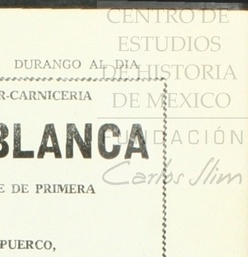 CENTRO DE
ESTUDIOS
DURANGO AL DIA
DE HISTORIA
R-CARNICERIA
DE MEXICO
BLANCA
FUNDACIÓN
Carlos Slim
E DE PRIMERA
PUERCO,